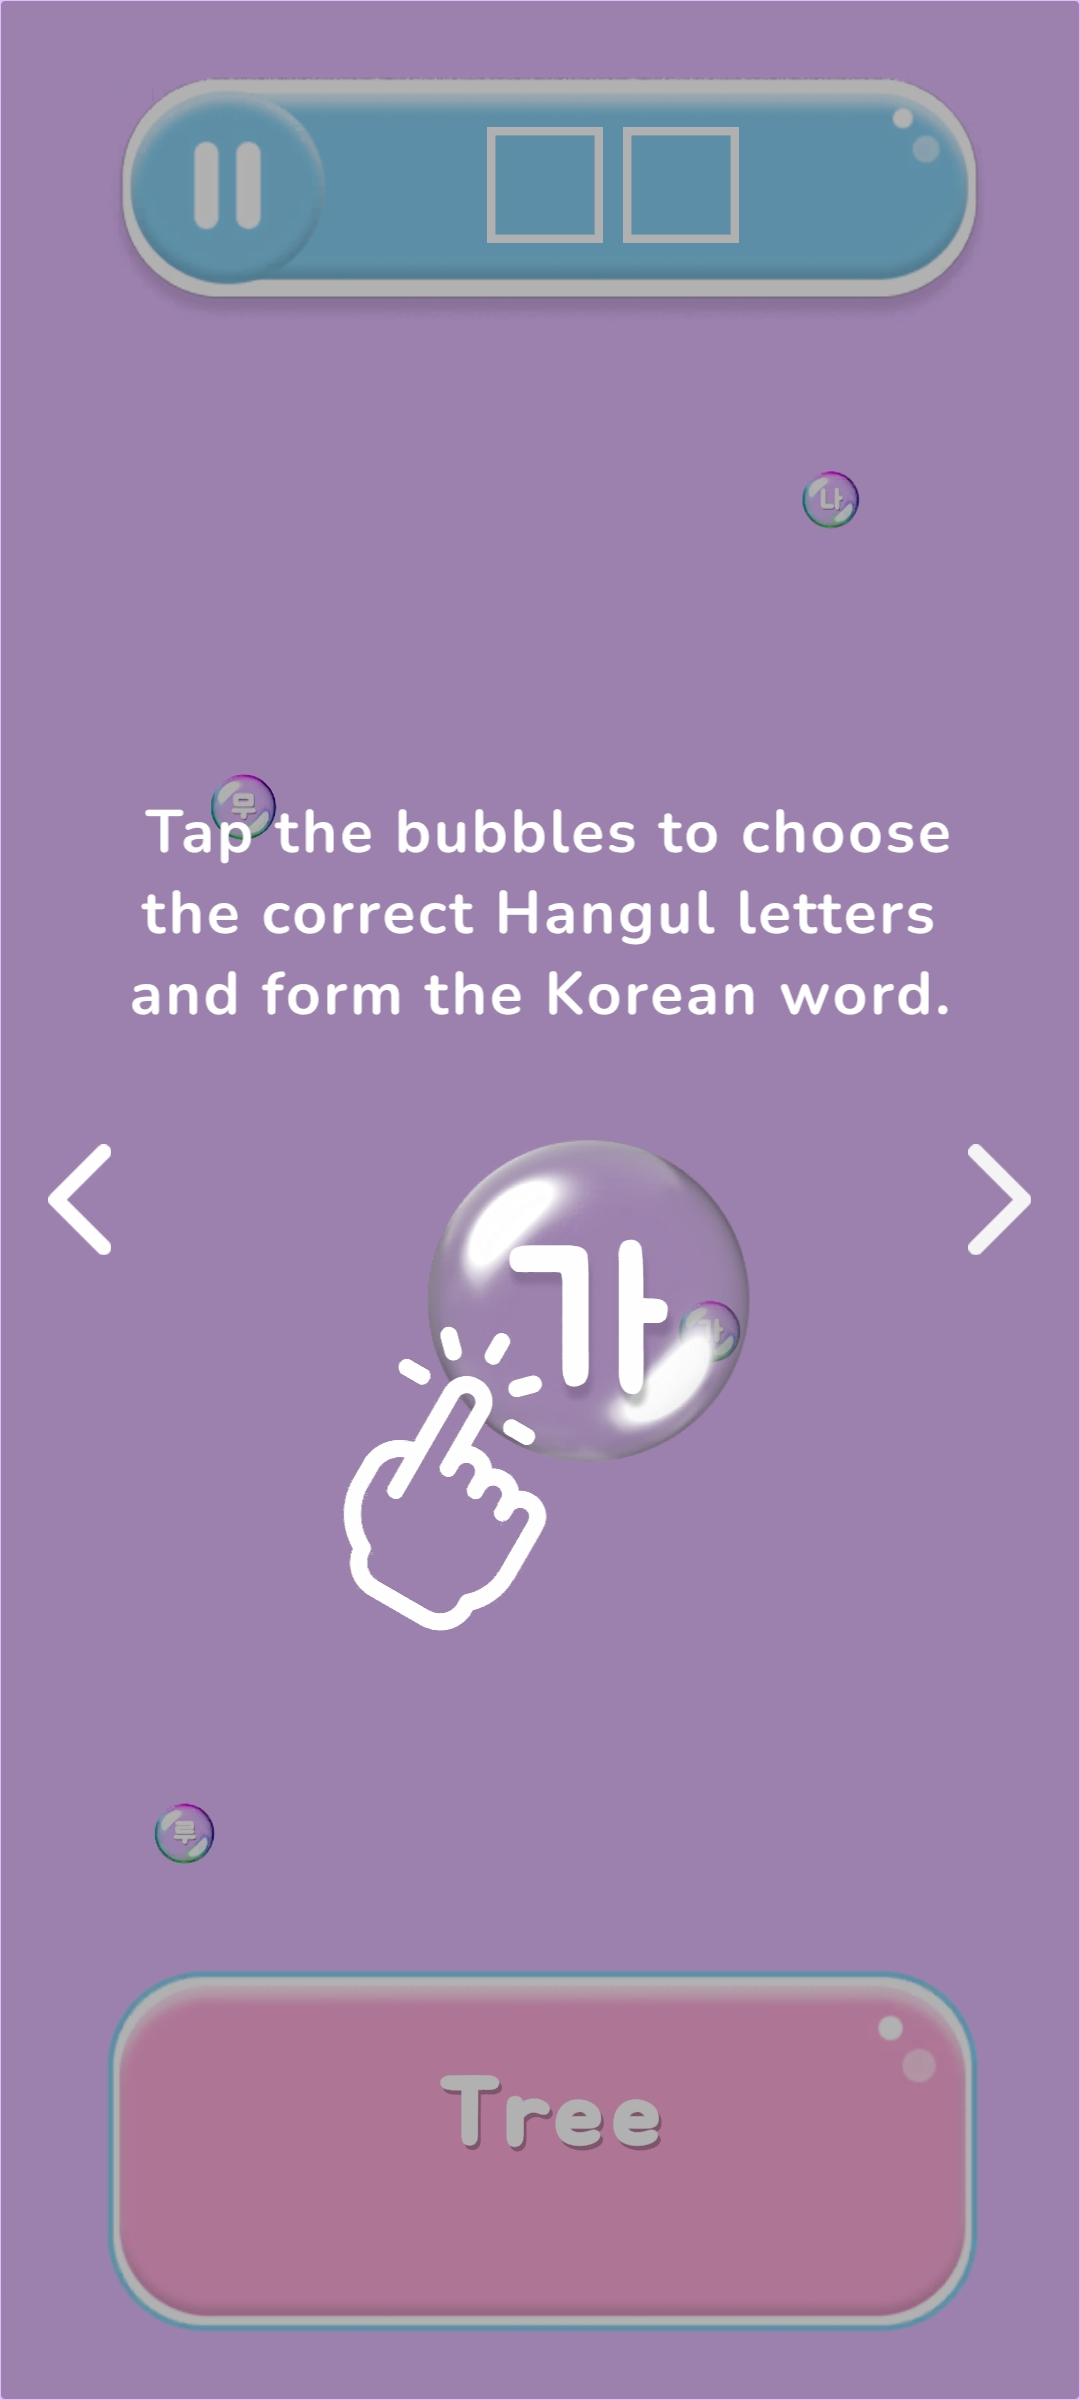 나
무
Tap the bubbles to choose
the correct Hangul letters
and form the Korean word.
가
루
Tree